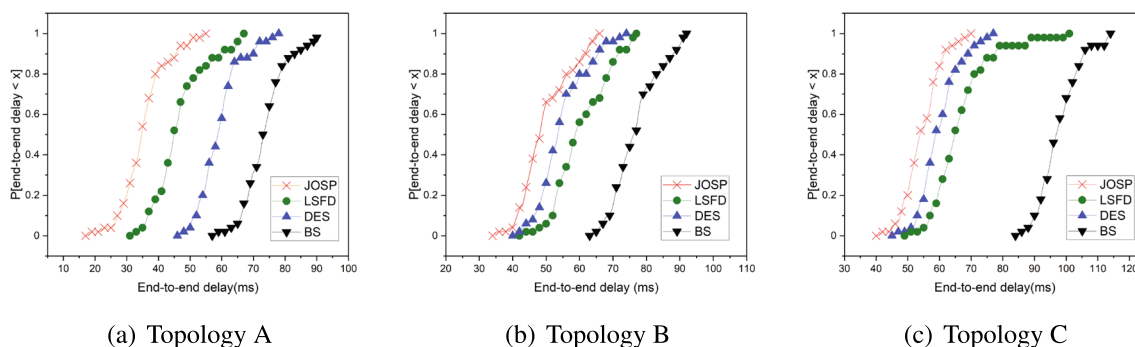 P[end-to-end delay < x]
1
0.8
0.6
0.4
0.2
0
10 20 30 40 50 60 70 80 90 100
End-to-end delay(ms)
JOSP
LSFD
DES
BS
(a) Topology A
P[end-to-end delay < x]
1
0.8
0.6
0.4
0.2
0
20 30 40 50 60 70 80 90 100 110
End-to-end delay (ms)
JOSP
LSFD
DES
BS
(b) Topology B
P[end-to-end delay < x]
1
0.8
0.6
0.4
0.2
0
30 40 50 60 70 80 90 100 110 120
End-to-end delay(ms)
JOSP
LSFD
DES
BS
(c) Topology C